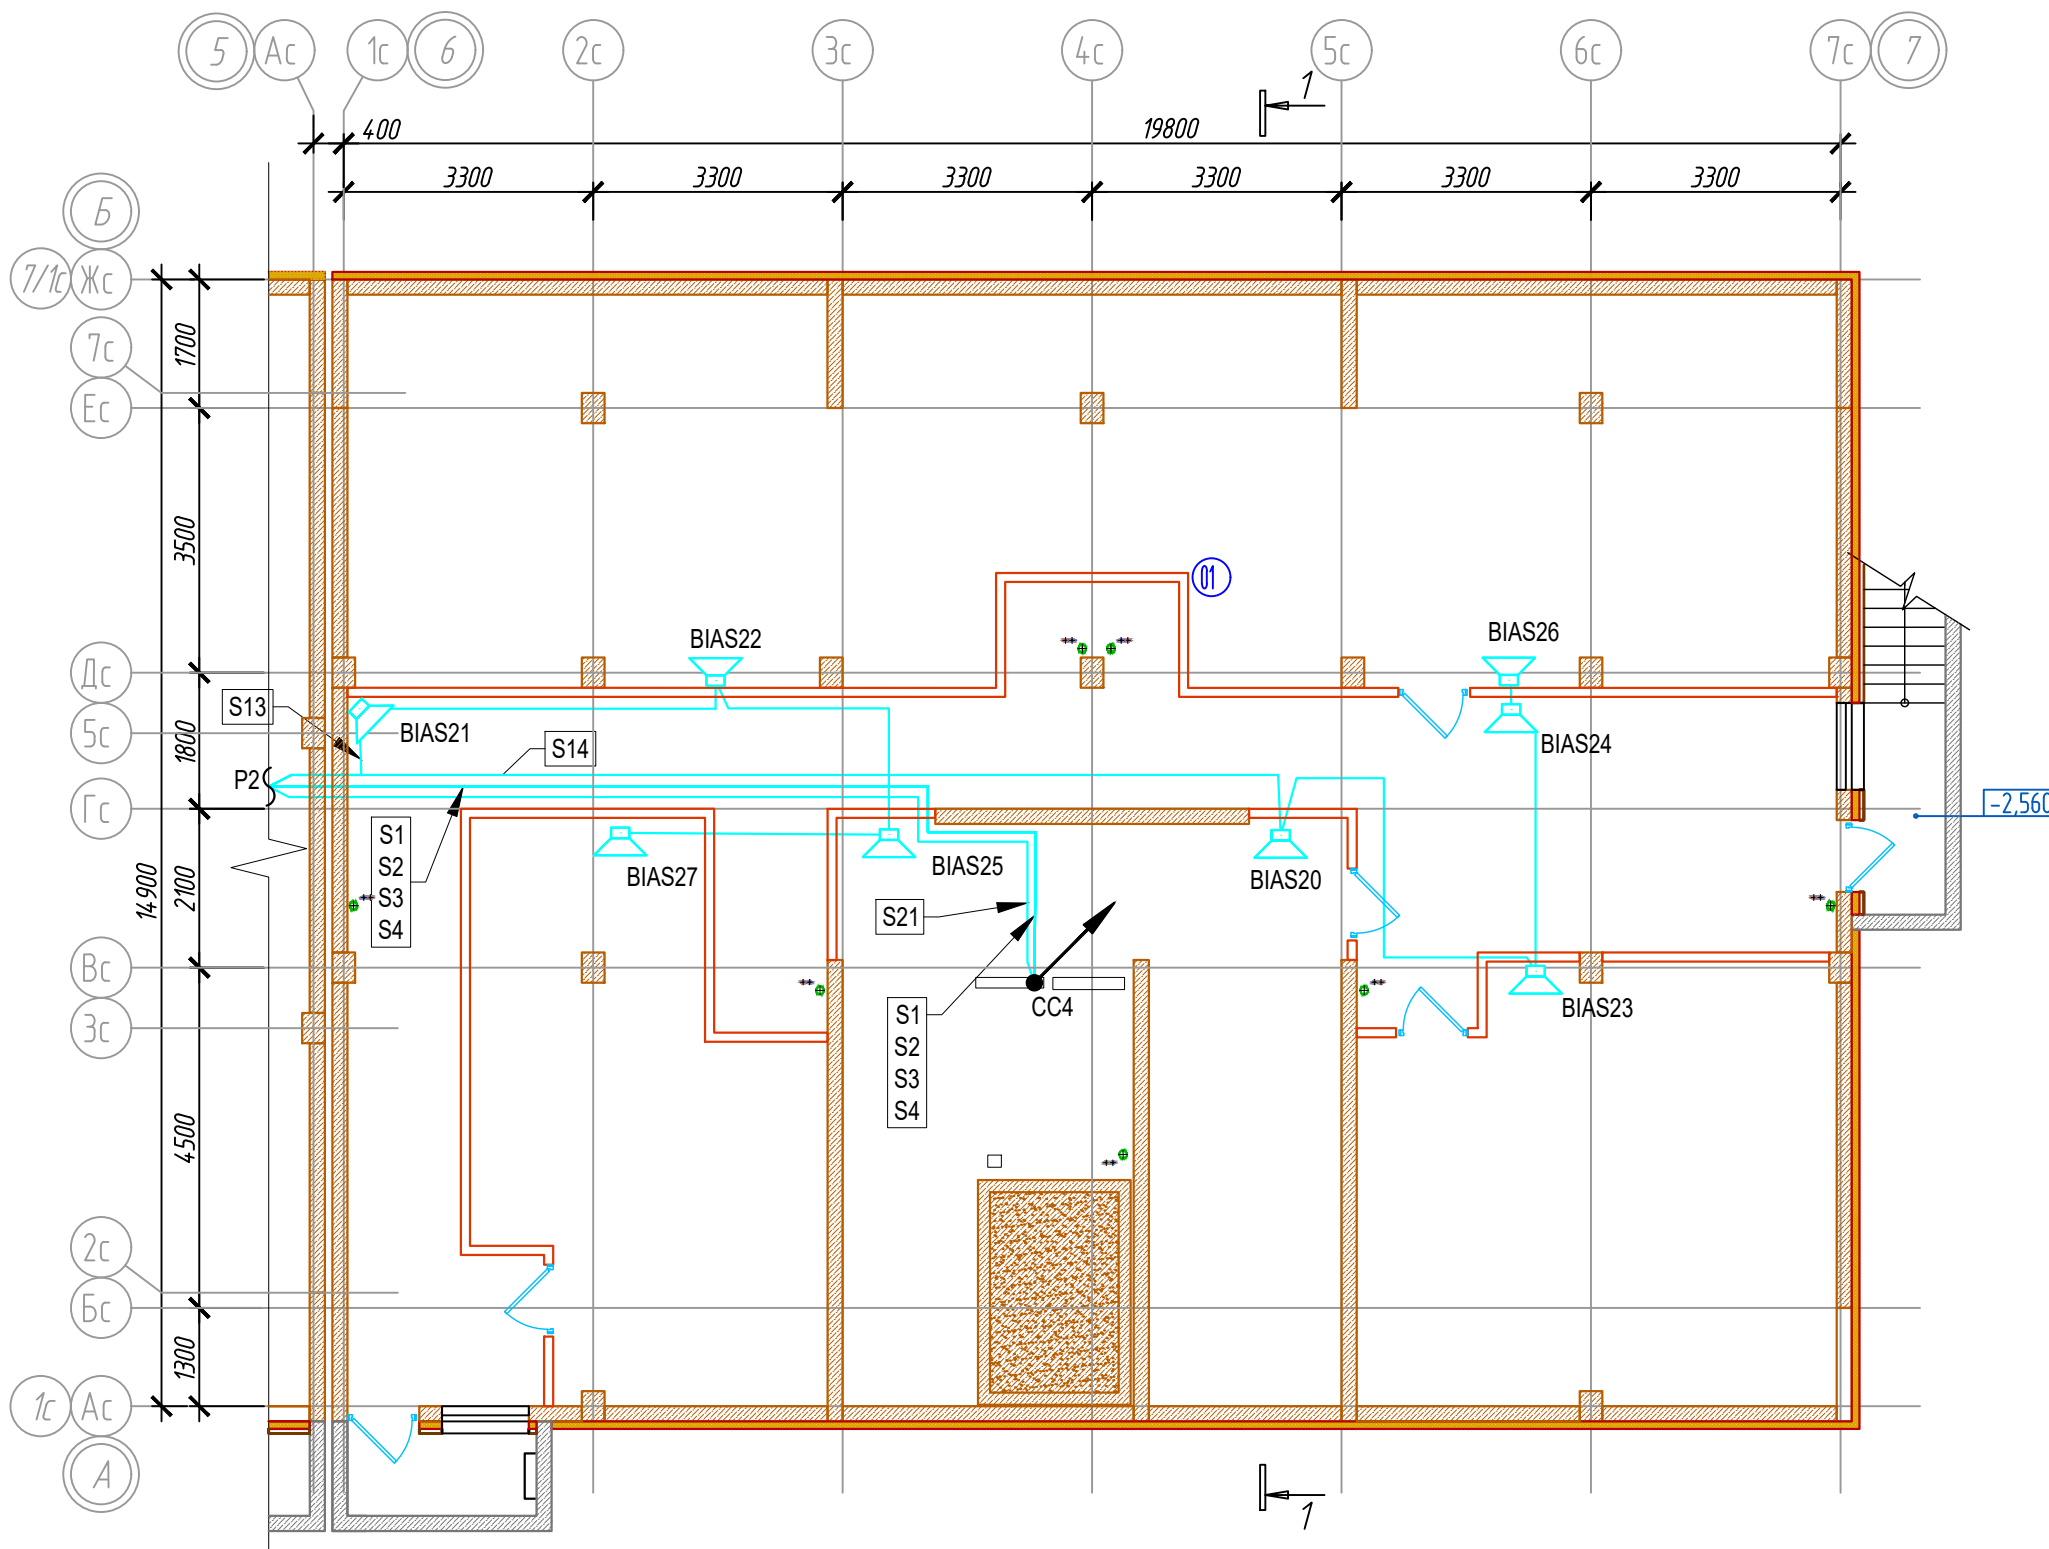 5
Ас
1с
6
2с
3с
4с
5с
6с
7с
7
1
400
19800
3300
3300
3300
3300
3300
3300
Б
7/1с
Жс
7с
Ес
Дс
5с
Гс
Вс
3с
2с
Бс
1с
Ас
А
1700
3500
1800
2100
4500
1300
14900
01
BIAS22
BIAS26
S13
BIAS21
S14
BIAS24
P2
-2,560
S1
S2
S3
S4
BIAS27
BIAS25
BIAS20
S21
CC4
BIAS23
S1
S2
S3
S4
1